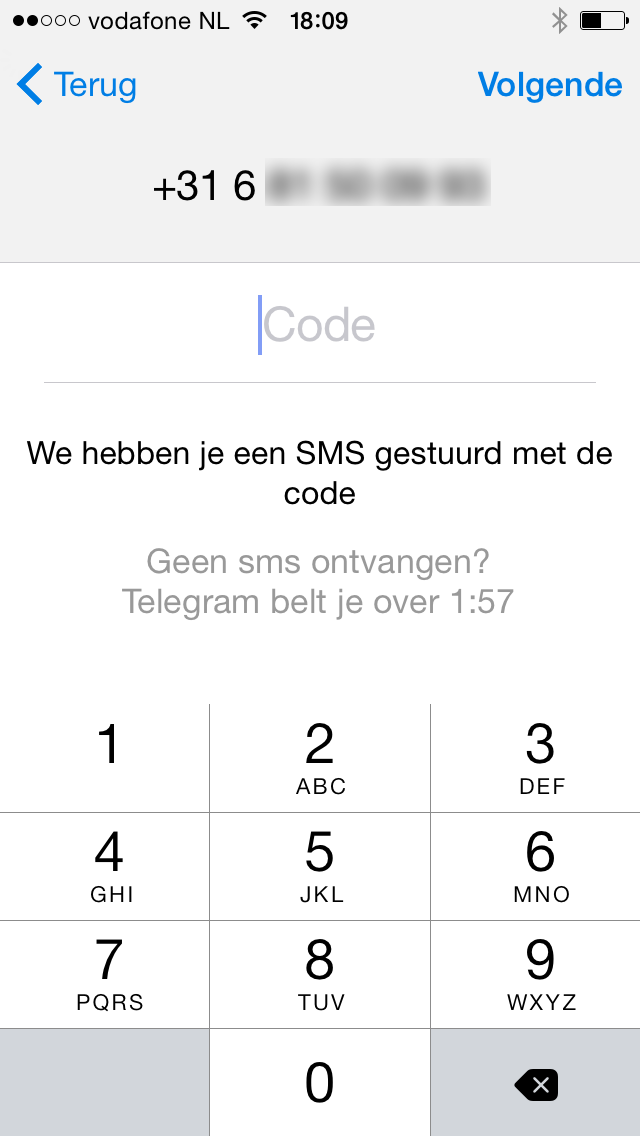 vodafone NL 18:09
Terug Volgende
+31 6
Code
We hebben je een SMS gestuurd met de
code
Geen sms ontvangen?
Telegram belt je over 1:57
1 2 3
ABC DEF
4 5 6
GHI JKL MNO
7 8 9
PQRS TUV WXYZ
0